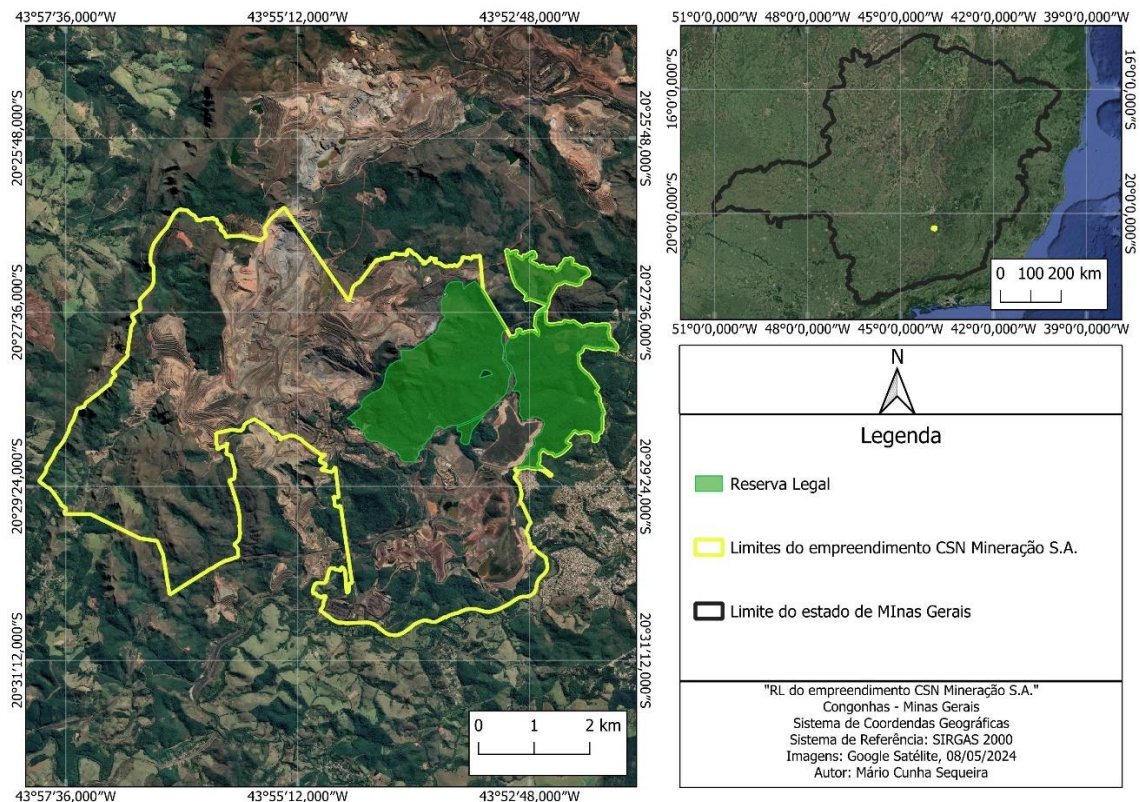 43°57'36,000"W
43°55'12,000"W
43°52'48,000"W
20°25'48,000"S
20°27'36,000"S
20°29'24,000"S
20°31'12,000"S
20°25'48,000"S
20°27'36,000"S
20°29'24,000"S
20°31'12,000"S
0 1 2 km
43°57'36,000"W
43°55'12,000"W
43°52'48,000"W
51°0'0,000"W
48°0'0,000"W
45°0'0,000"W
42°0'0,000"W
39°0'0,000"W
16°0'0,000"S
20°0'0,000"S
16°0'0,000"S
20°0'0,000"S
0 100 200 km
51°0'0,000"W
48°0'0,000"W
45°0'0,000"W
42°0'0,000"W
39°0'0,000"W
N
Legenda
Reserva Legal
Limites do empreendimento CSN Mineração S.A.
Limite do estado de MInas Gerais
"RL do empreendimento CSN Mineração S.A."
Congonhas - Minas Gerais
Sistema de Coordendas Geográficas
Sistema de Referência: SIRGAS 2000
Imagens: Google Satélite, 08/05/2024
Autor: Mário Cunha Sequeira